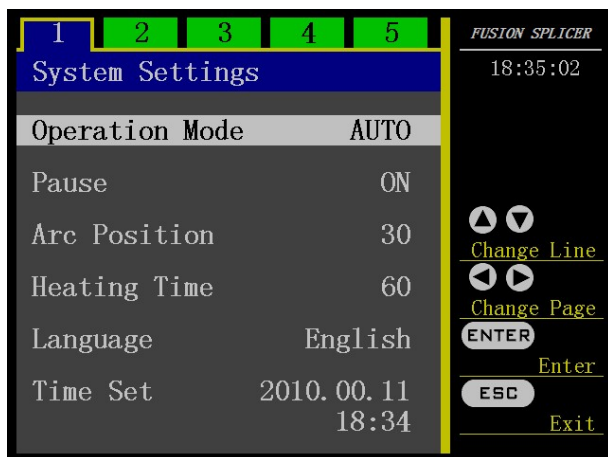 1 2 3 4 5
System Settings
Operation Mode AUTO
Pause ON
Arc Position 30
Heating Time 60
Language English
Time Set 2010.00.11
18:34
FUSION SPLICER
18:35:02
Change Line
Change Page
ENTER
Enter
ESC
Exit